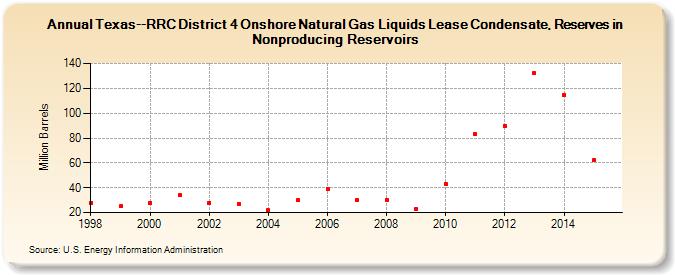 Annual Texas--RRC District 4 Onshore Natural Gas Liquids Lease Condensate, Reserves in
Nonproducing Reservoirs
Million Barrels
140
120
100
80
60
40
20
1998 2000 2002 2004 2006 2008 2010 2012 2014
Source: U.S. Energy Information Administration